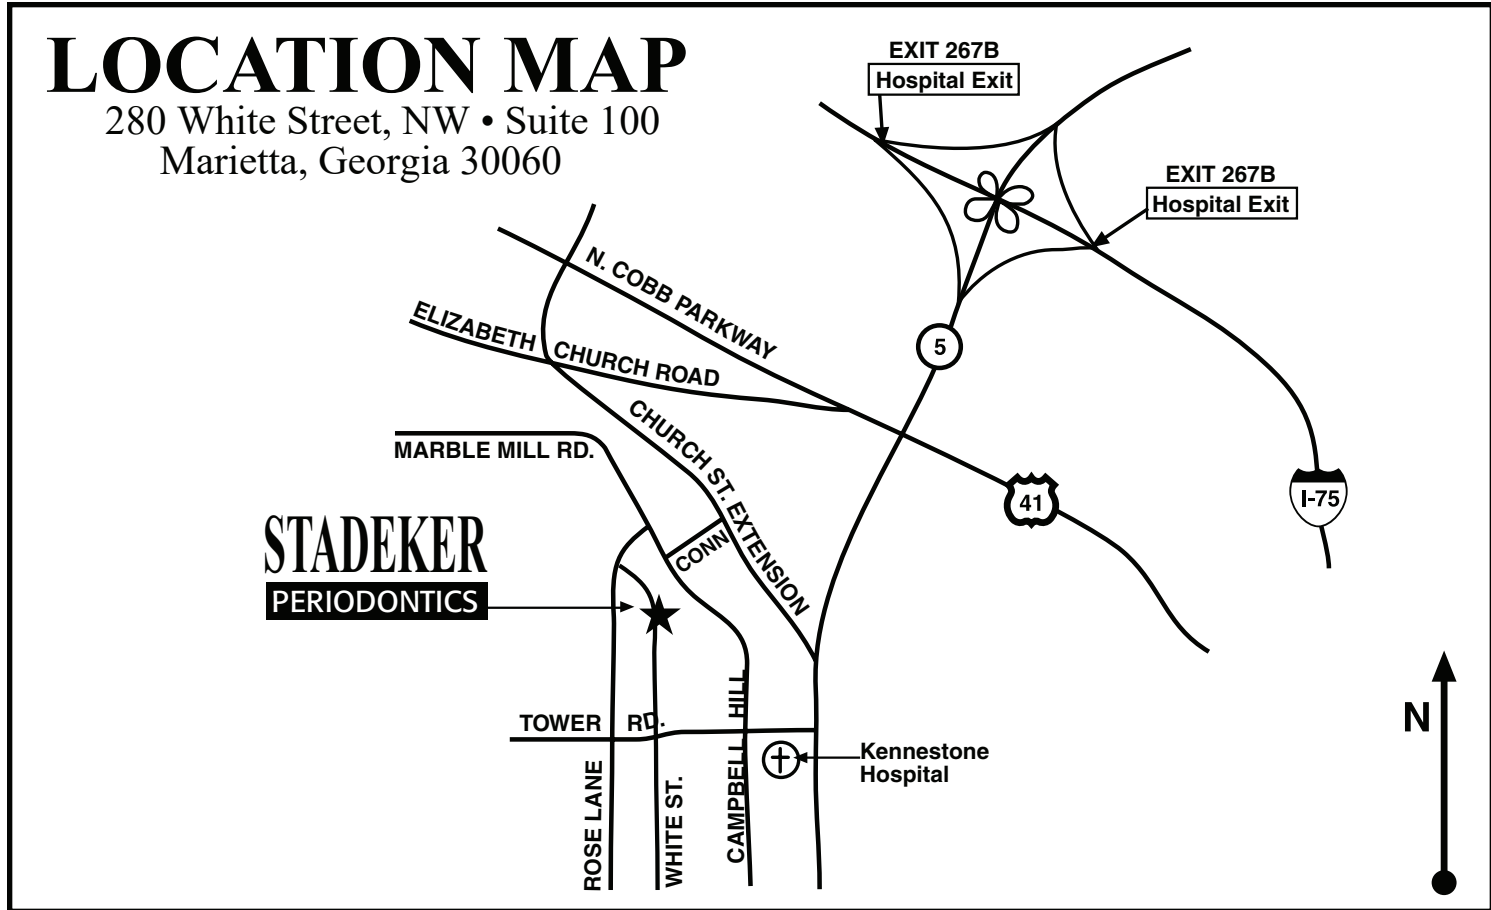 LOCATION MAP
280 White Street, NW • Suite 100
Marietta, Georgia 30060
EXIT 267B
Hospital Exit
EXIT 267B
Hospital Exit
N. COBB PARKWAY
ELIZABETH CHURCH ROAD
5
CHURCH ST. EXTENSION
MARBLE MILL RD.
41
I-75
STADEKER
PERIODONTICS
CONN
TOWER RD.
CAMPBELL HILL
N
Kennestone
Hospital
ROSE LANE
WHITE ST.